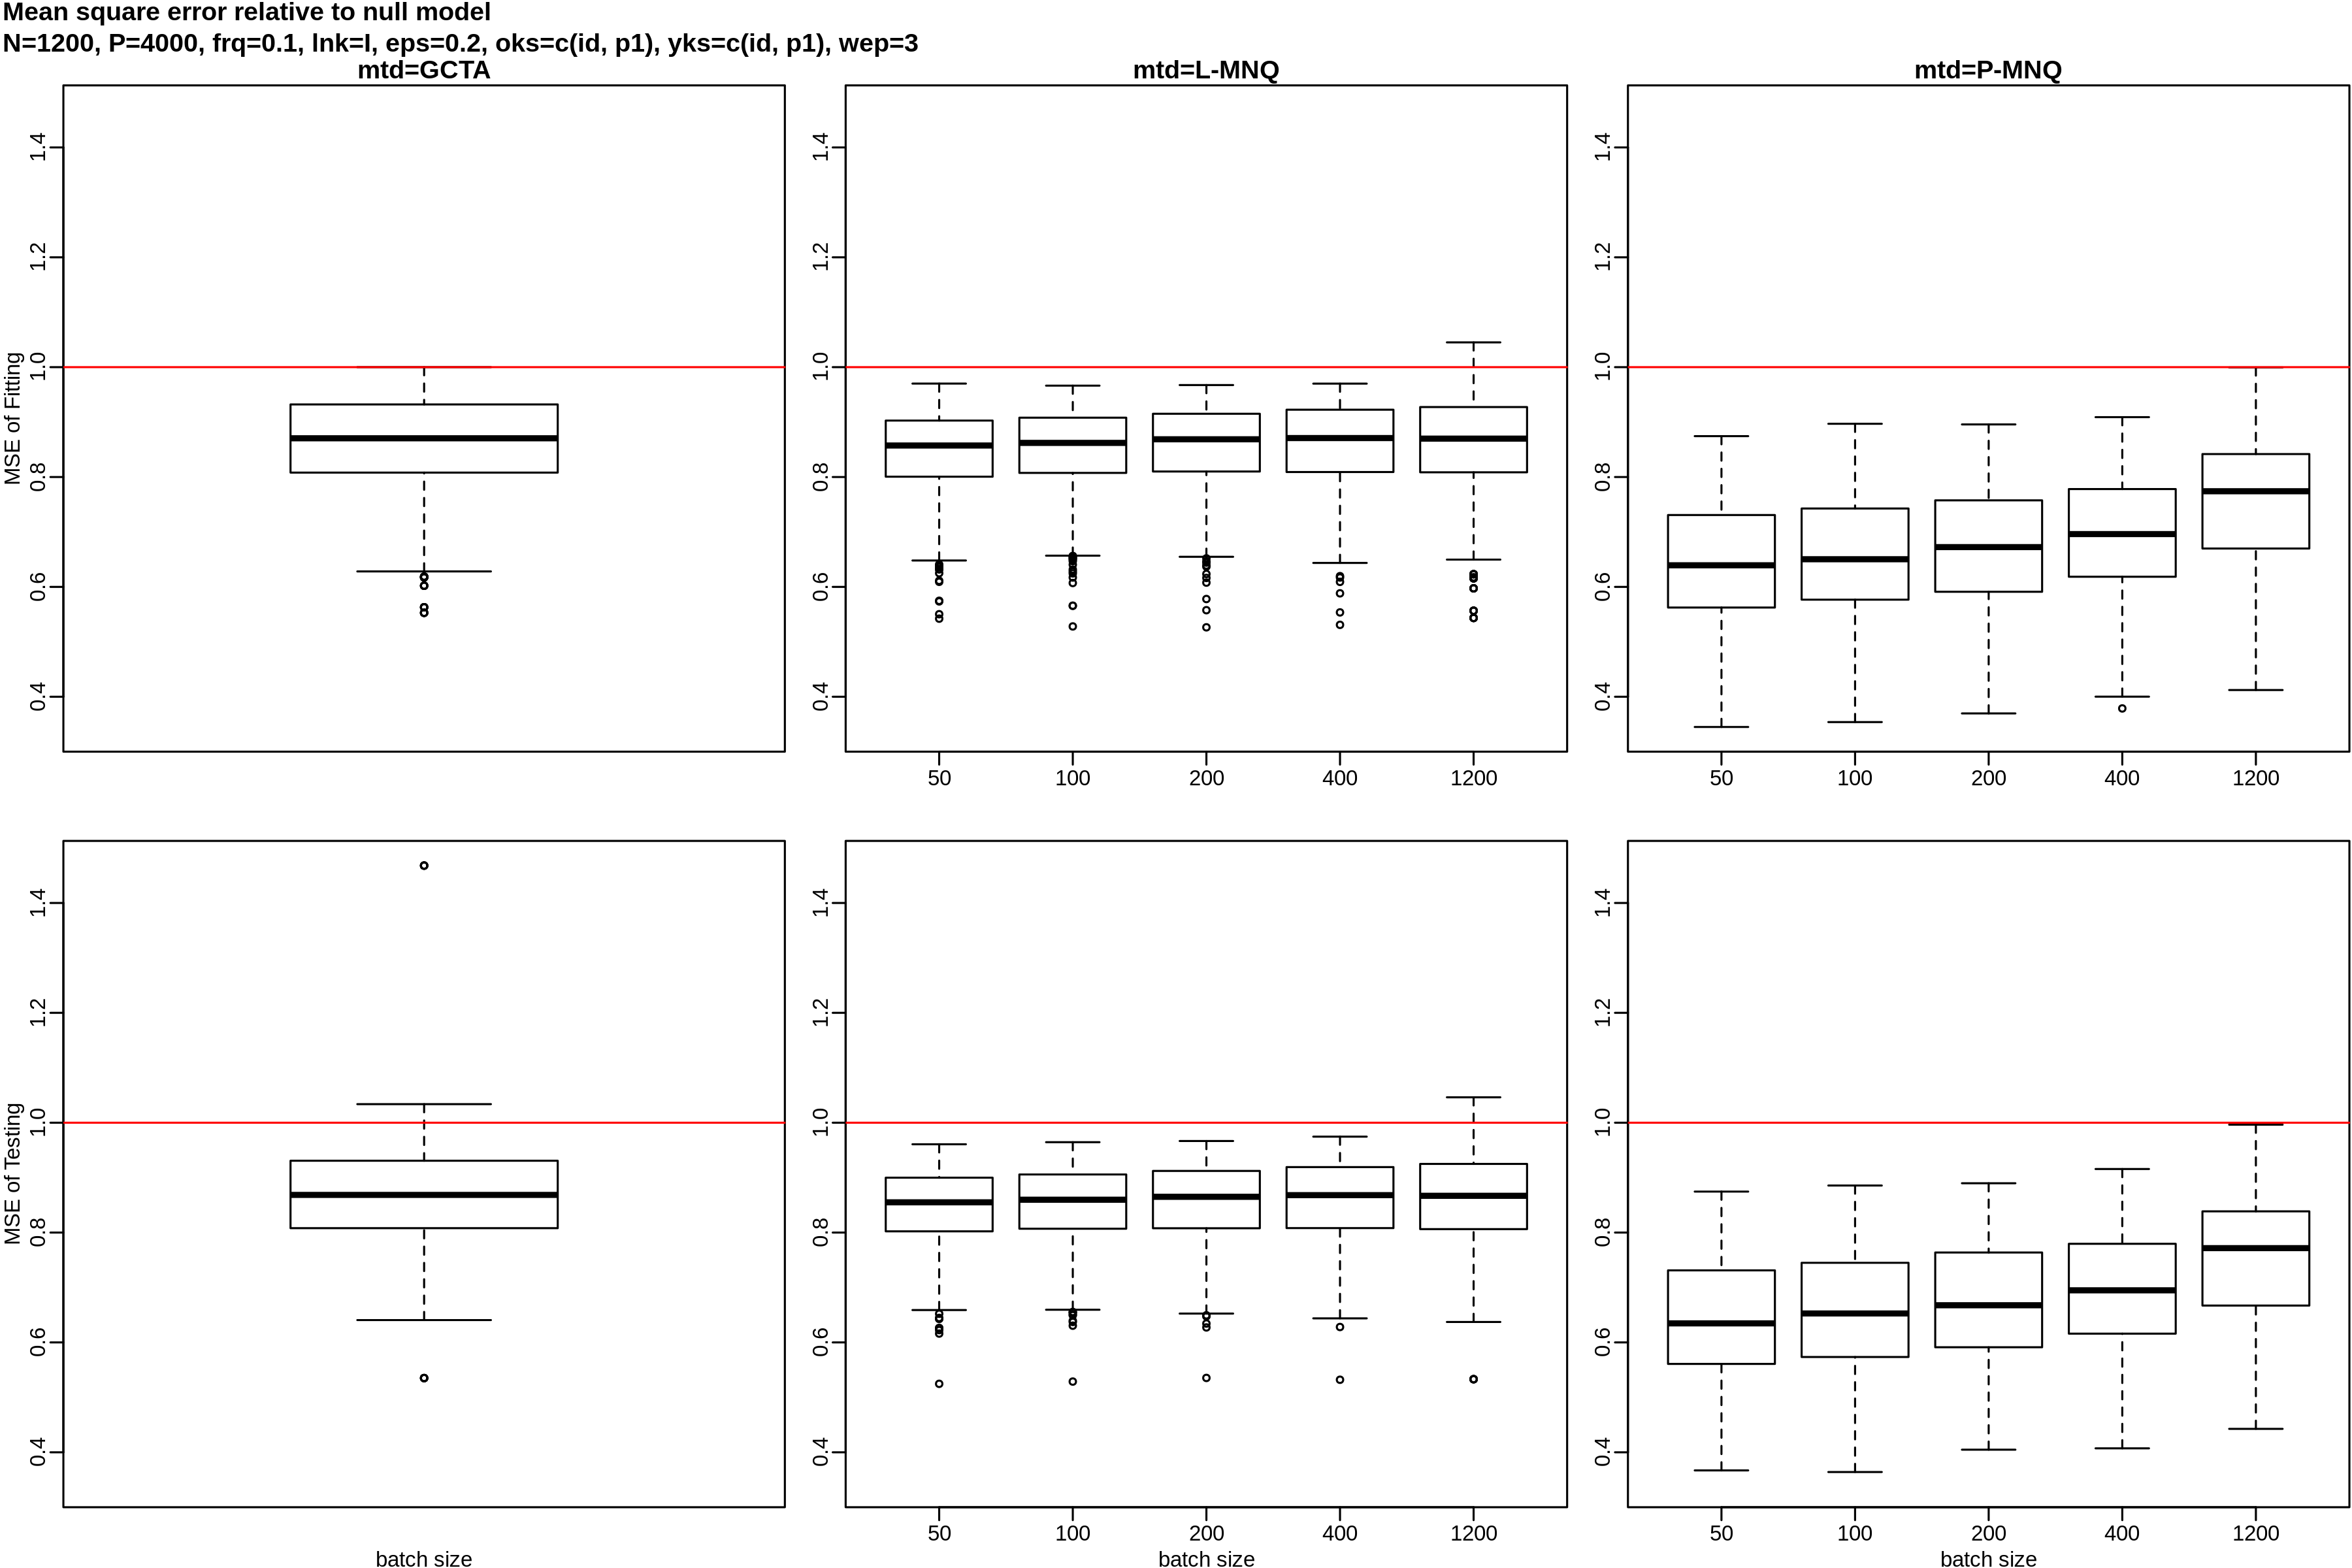 Mean square error relative to null model
N=1200, P=4000, frq=0.1, lnk=I, eps=0.2, oks=c(id, p1), yks=c(id, p1), wep=3
mtd=GCTA
mtd=L-MNQ
mtd=P-MNQ
MSE of Fitting
1.4
1.2
1.0
0.8
0.6
0.4
1.4
1.2
1.0
0.8
0.6
0.4
50 100 200 400 1200
1.4
1.2
1.0
0.8
0.6
0.4
50 100 200 400 1200
MSE of Testing
1.4
1.2
1.0
0.8
0.6
0.4
batch size
1.4
1.2
1.0
0.8
0.6
0.4
50 100 200 400 1200
batch size
1.4
1.2
1.0
0.8
0.6
0.4
50 100 200 400 1200
batch size